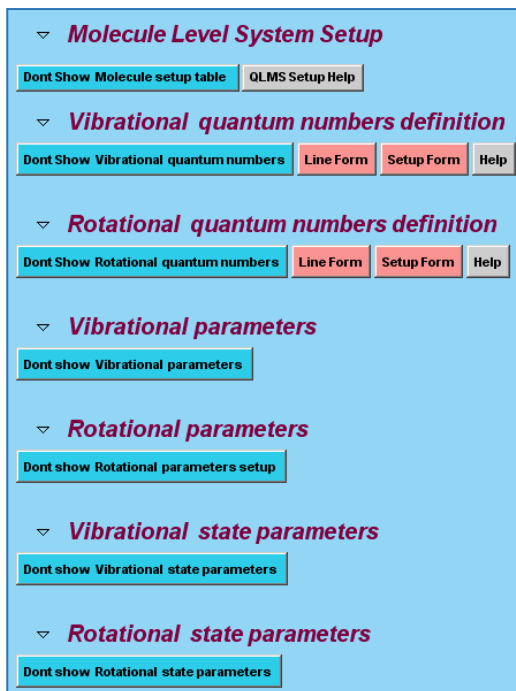 Molecule Level System Setup
Dont Show Molecule setup table QLMS Setup Help
Vibrational quantum numbers definition
Dont Show Vibrational quantum numbers Line Form Setup Form Help
Rotational quantum numbers definition
Dont Show Rotational quantum numbers Line Form Setup Form Help
Vibrational parameters
Dont show Vibrational parameters
Rotational parameters
Dont show Rotational parameters setup
Vibrational state parameters
Dont show Vibrational state parameters
Rotational state parameters
Dont show Rotational state parameters